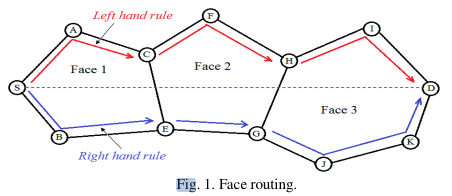 Left hand rule
F
A
I
C
Face 2
H
Face 1
S
D
Face 3
E
B
G
K
Right hand rule
J
Fig. 1. Face routing.